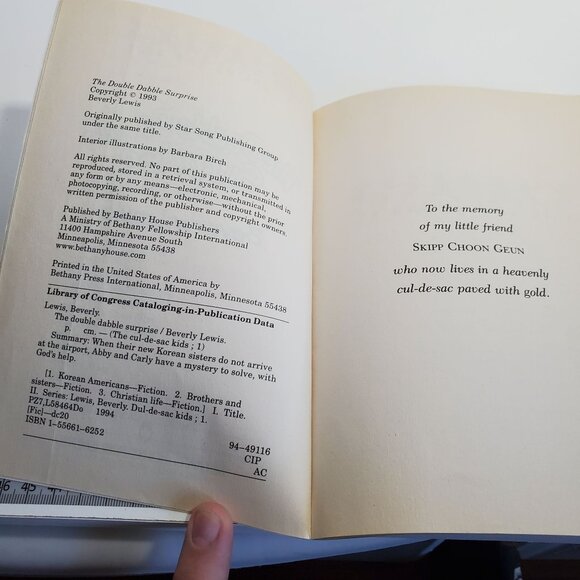 The Double Dabble Surprise
Copyright © 1993
Beverly Lewis
Originally published by Star Song Publishing Group
under the same title.
Interior illustrations by Barbara Birch
All rights reserved. No part of this publication may be
reproduced, stored in a retrieval system, or transmitted in
any form or by any means—electronic, mechanical,
photocopying, recording, or otherwise—without the prior
written permission of the publisher and copyright owners.
Published by Bethany House Publishers
A Ministry of Bethany Fellowship International
11400 Hampshire Avenue South
Minneapolis, Minnesota 55438
www.bethanyhouse.com
Printed in the United States of America by
Bethany Press International, Minneapolis, Minnesota 55438
Library of Congress Cataloging-in-Publication Data
Lewis, Beverly.
The double dabble surprise / Beverly Lewis.
p. cm. — (The cul-de-sac kids ; 1)
Summary: When their new Korean sisters do not arrive
at the airport, Abby and Carly have a mystery to solve, with
God's help.
[1. Korean Americans—Fiction. 2. Brothers and
sisters—Fiction. 3. Christian life—Fiction.] I. Title.
II. Series: Lewis, Beverly. Dul-de-sac kids ; 1.
PZ7,L58464Do 1994
[Fic]—dc20
ISBN 1–55661–6252
94–49116
CIP
AC
46 45 44
To the memory
of my little friend
SKIPP CHOON GEUN
who now lives in a heavenly
cul-de-sac paved with gold.